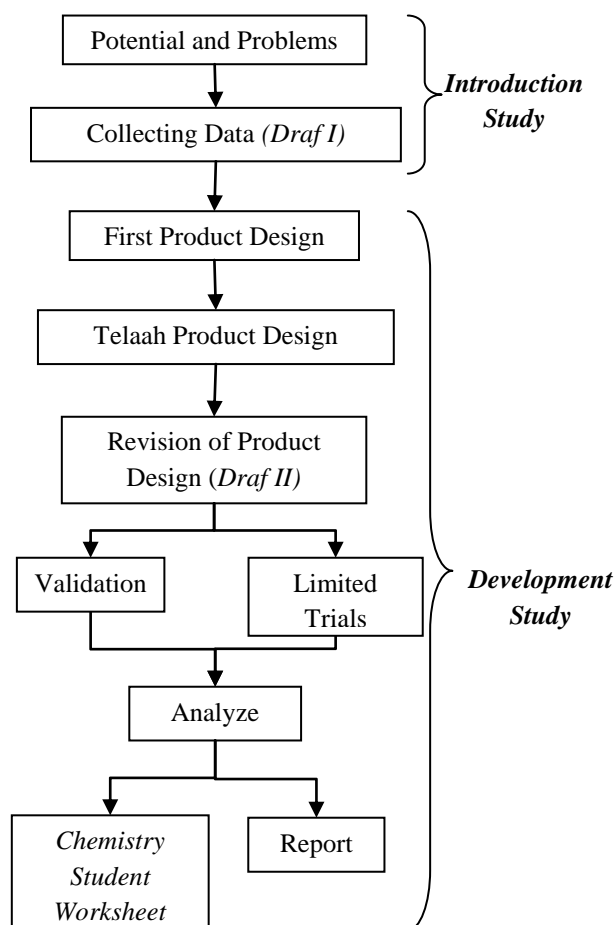 Potential and Problems
Introduction
Study
Collecting Data (Draf I)
First Product Design
Telaah Product Design
Revision of Product
Design (Draf II)
Validation
Limited
Trials
Development
Study
Analyze
Chemistry
Student
Worksheet
Report